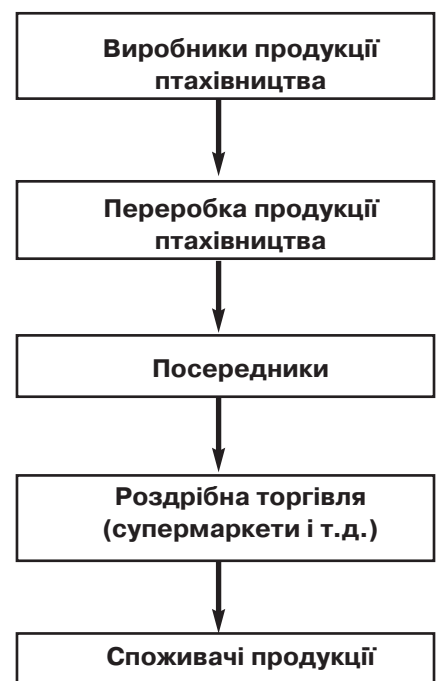 Виробники продукції
птахівництва
Переробка продукції
птахівництва
Посередники
Роздрібна торгівля
(супермаркети і т.д.)
Споживачі продукції